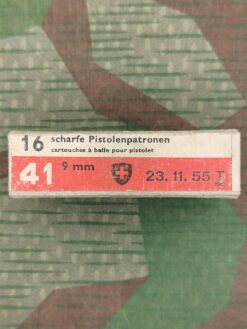 16 scharfe Pistolenpatronen
cartouches à balle pour pistolet
41 9 mm 23. 11. 55 T